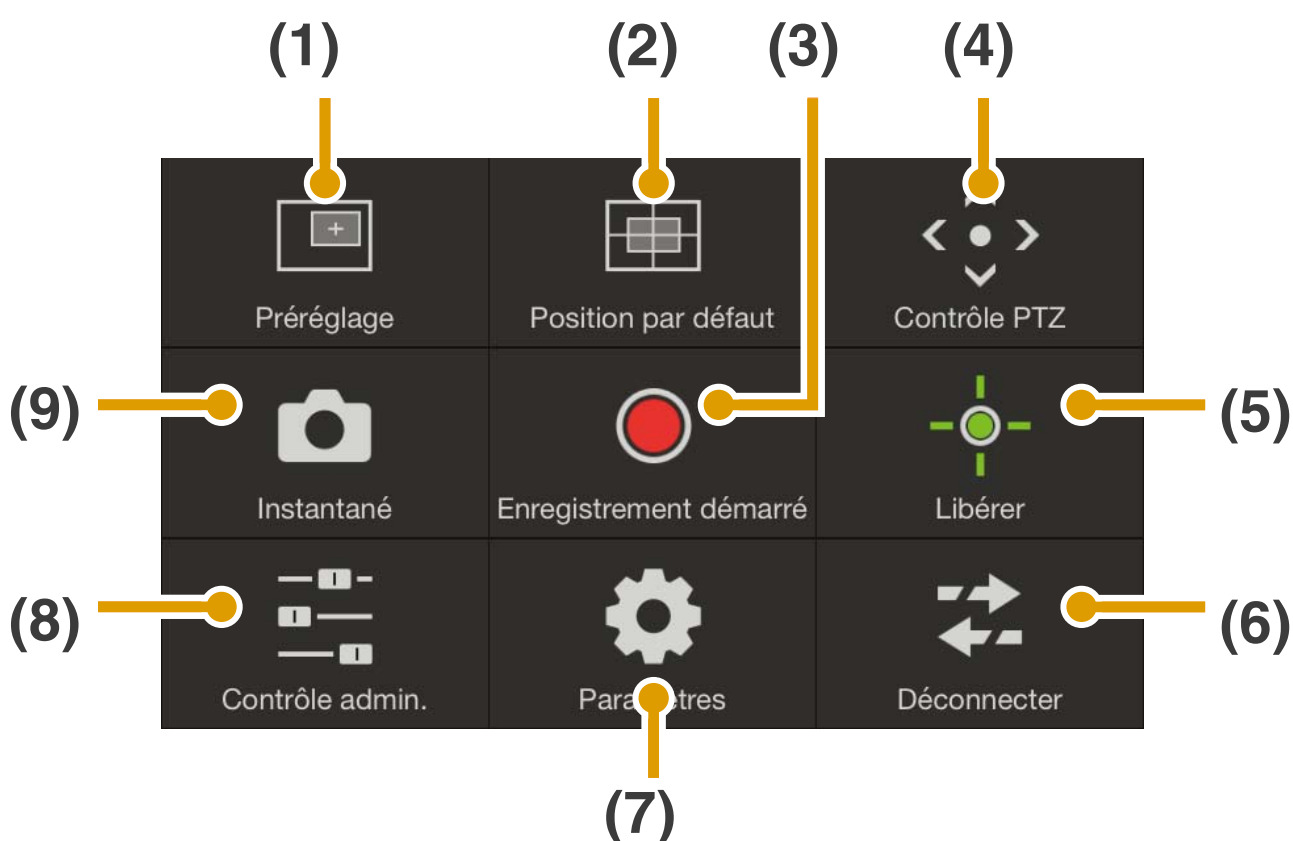 (1) (2) (3) (4)
Préréglage Position par défaut Contrôle PTZ
(9) (5)
Instantané Enregistrement démarré Libérer
(8) (6)
Contrôle admin. Déconnecter
(7)